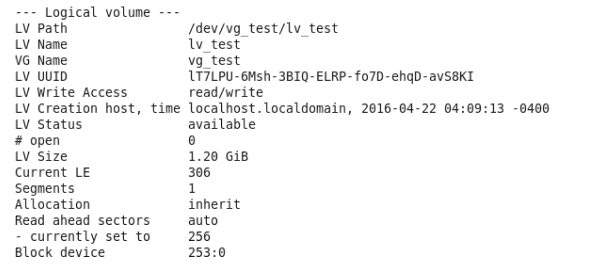 --- Logical volume ---
LV Path                /dev/vg_test/lv_test
LV Name                lv_test
VG Name                vg_test
LV UUID                lT7LPU-6Msh-3BIQ-ELRP-fo7D-ehqD-avS8KI
LV Write Access        read/write
LV Creation host, time localhost.localdomain, 2016-04-22 04:09:13 -0400
LV Status              available
# open                 0
LV Size                1.20 GiB
Current LE             306
Segments               1
Allocation             inherit
Read ahead sectors     auto
- currently set to     256
Block device           253:0